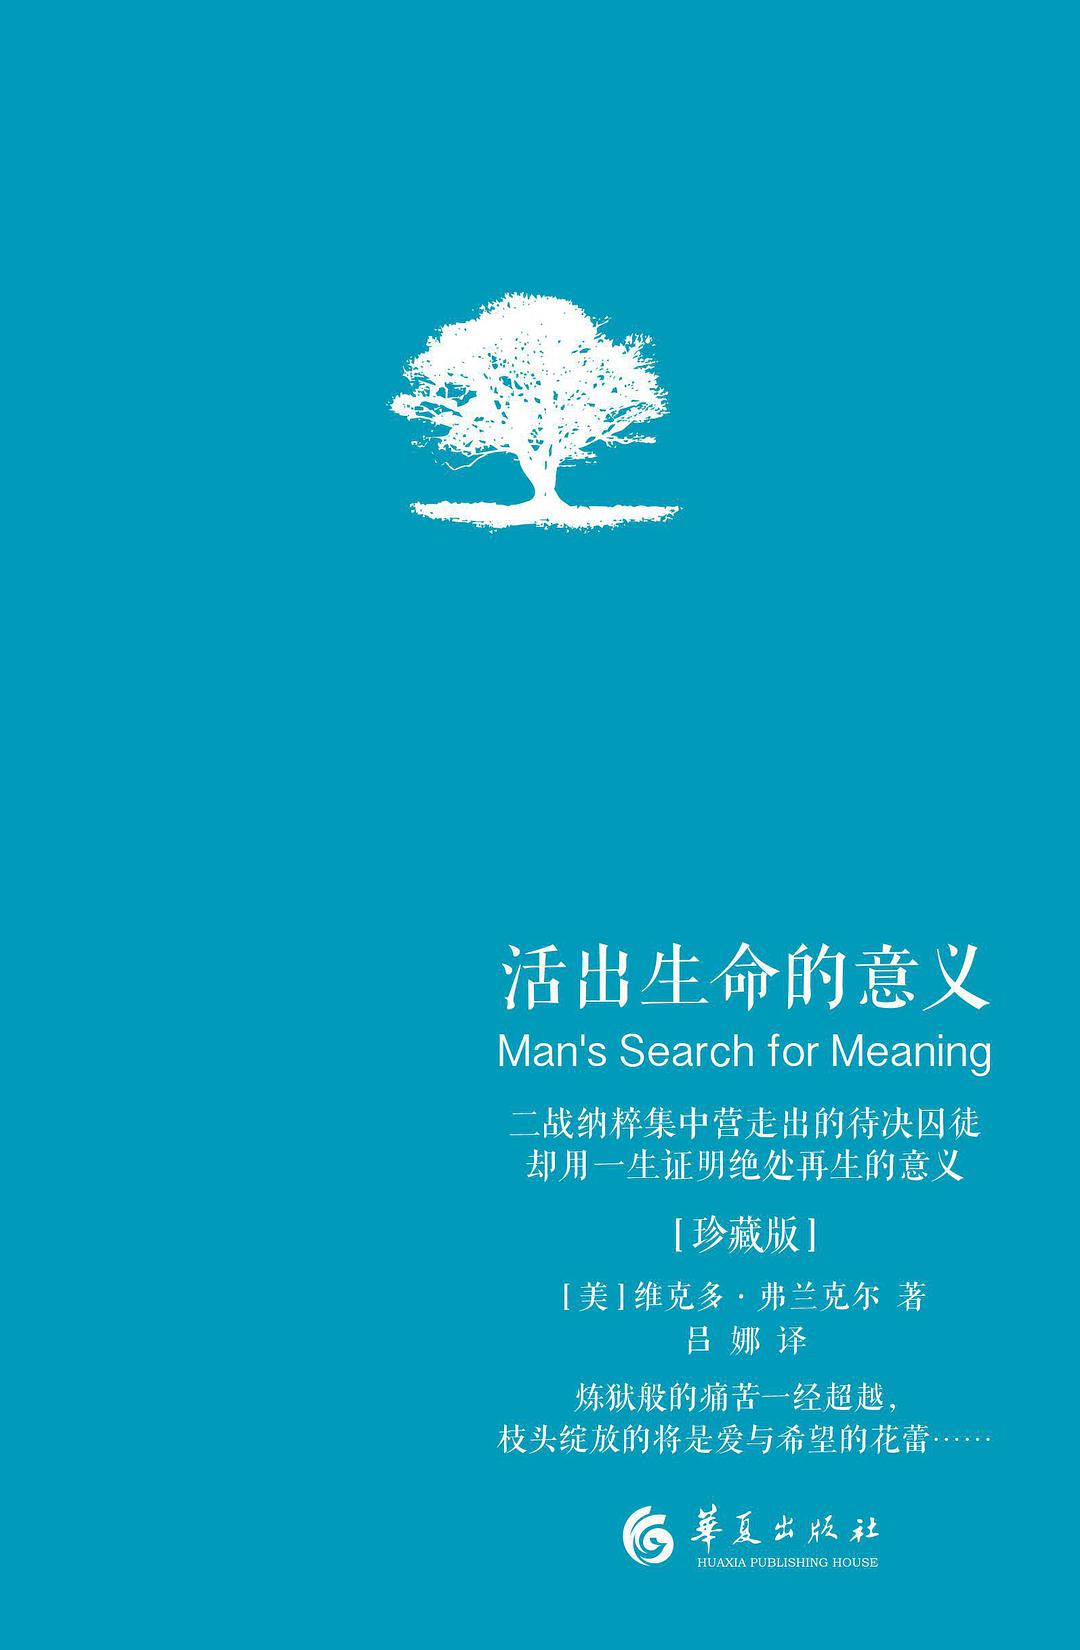 活出生命的意义
Man's Search for Meaning
二战纳粹集中营走出的待决囚徒
却用一生证明绝处再生的意义
[珍藏版]
[美]维克多·弗兰克尔 著
吕 娜 译
炼狱般的痛苦一经超越，
枝头绽放的将是爱与希望的花蕾……
華夏出版社
HUAXIA PUBLISHING HOUSE